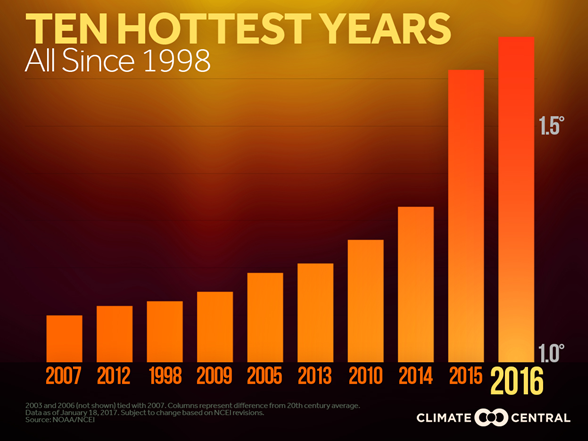 TEN HOTTEST YEARS
All Since 1998
1.5°
1.0°
2007 2012 1998 2009 2005 2013 2010 2014 2015 2016
2003 and 2006 (not shown) tied with 2007. Columns represent difference from 20th century average.
Data as of January 18, 2017. Subject to change based on NCEI revisions.
Source: NOAA/NCEI
CLIMATE CENTRAL